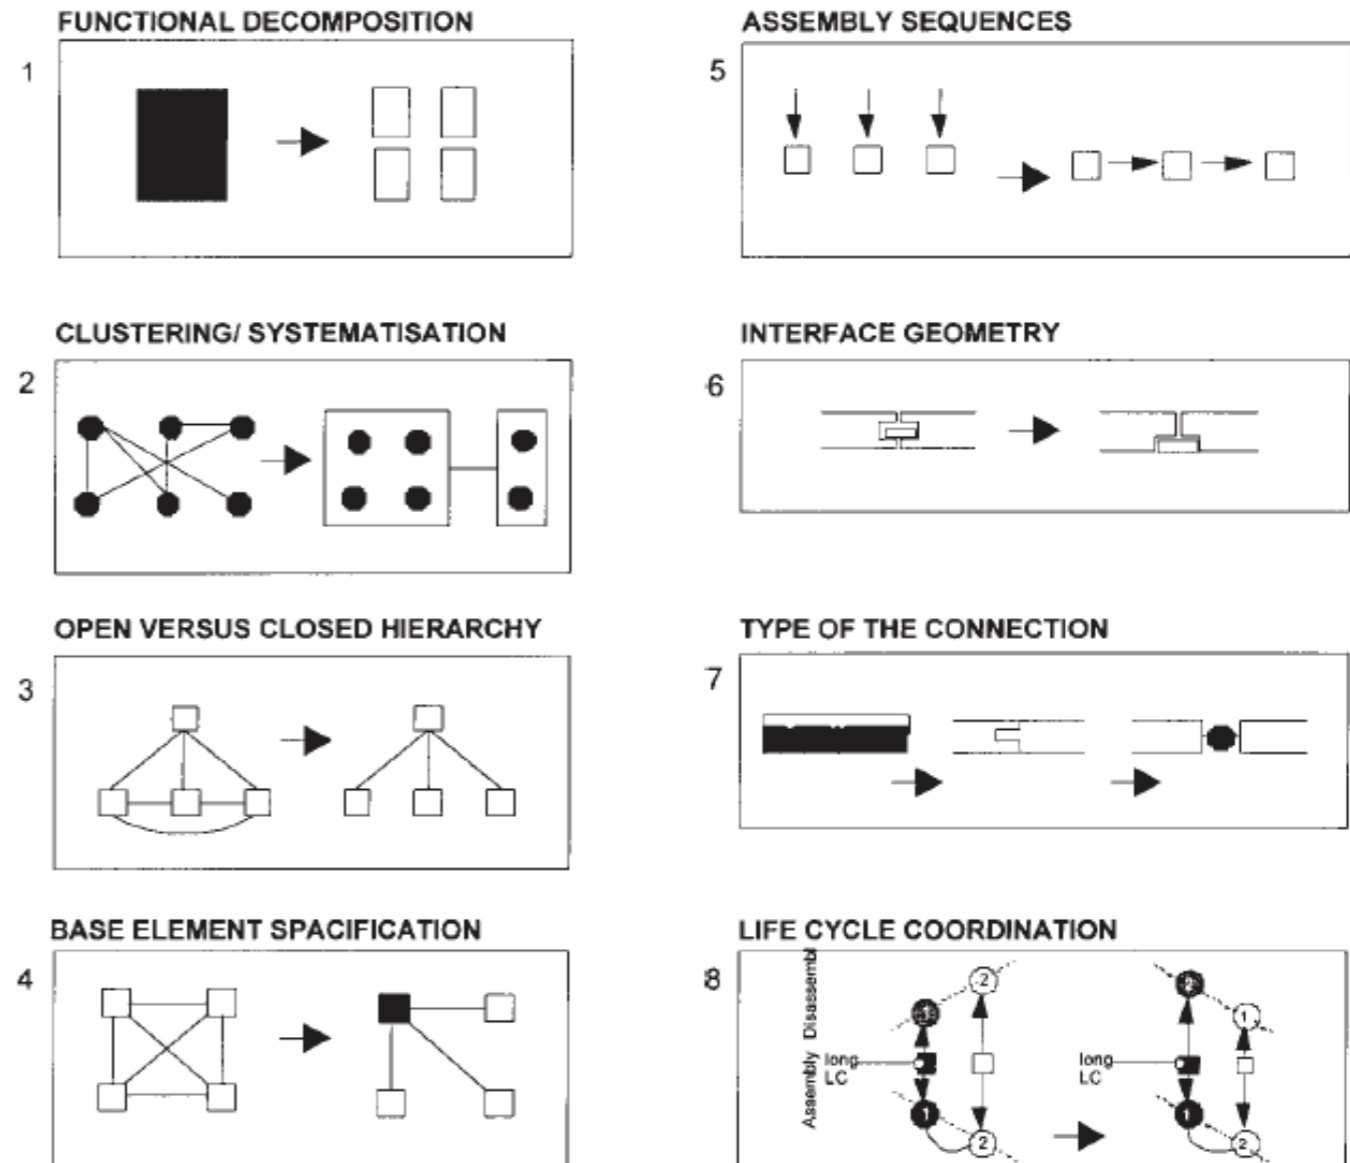 FUNCTIONAL DECOMPOSITION
1
CLUSTERING/ SYSTEMATISATION
2
OPEN VERSUS CLOSED HIERARCHY
3
BASE ELEMENT SPACIFICATION
4
ASSEMBLY SEQUENCES
5
INTERFACE GEOMETRY
6
TYPE OF THE CONNECTION
7
LIFE CYCLE COORDINATION
8
Assembly Disassembl
long
LC
2
1
2
long
LC
1
1
2